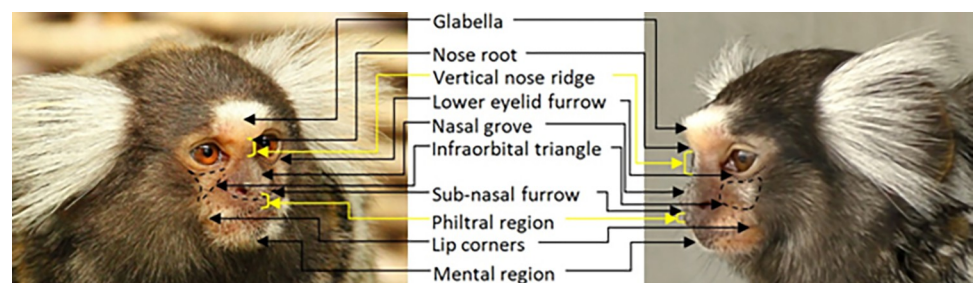 Glabella
Nose root
Vertical nose ridge
Lower eyelid furrow
Nasal grove
Infraorbital triangle
Sub-nasal furrow
Philtral region
Lip corners
Mental region